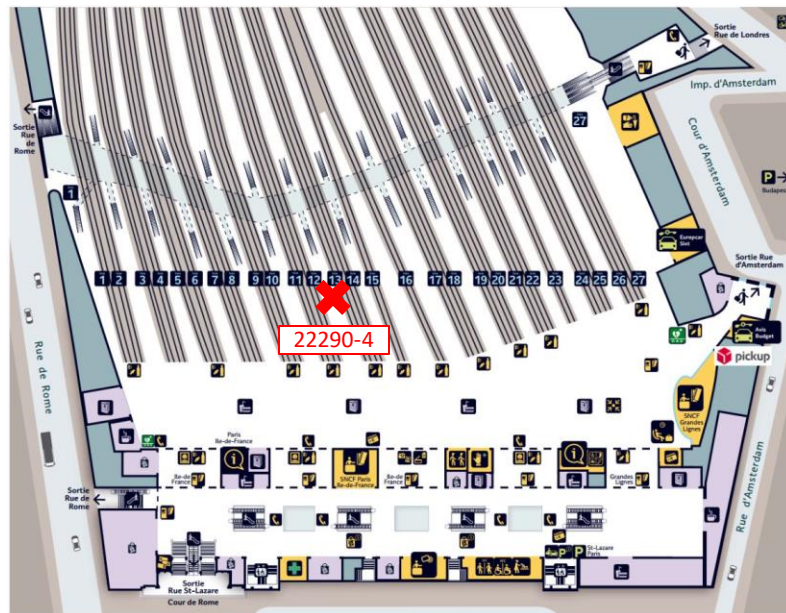 Sortie
Rue de Londres
Imp. d'Amsterdam
Cour d'Amsterdam
27
Sortie
Rue
de
Rome
1
P
Budapest
Europcar
Sixt
Sortie Rue
d'Amsterdam
1 2 3 4 5 6 7 8 9 10 11 12 13 14 15 16 17 18 19 20 21 22 23 24 25 26 27
22290-4
Avis
Budget
pickup
Rue de Rome
SNCF
Grandes
Lignes
Paris
Ile-de-France
Ile-de-
France
SNCF Paris
Ile-de-France
Ile-de
France
Grandes
Lignes
Sortie
Rue de
Rome
Rue d'Amsterdam
St-Lazare
Paris
P P
Sortie
Rue St-Lazare
Cour de Rome